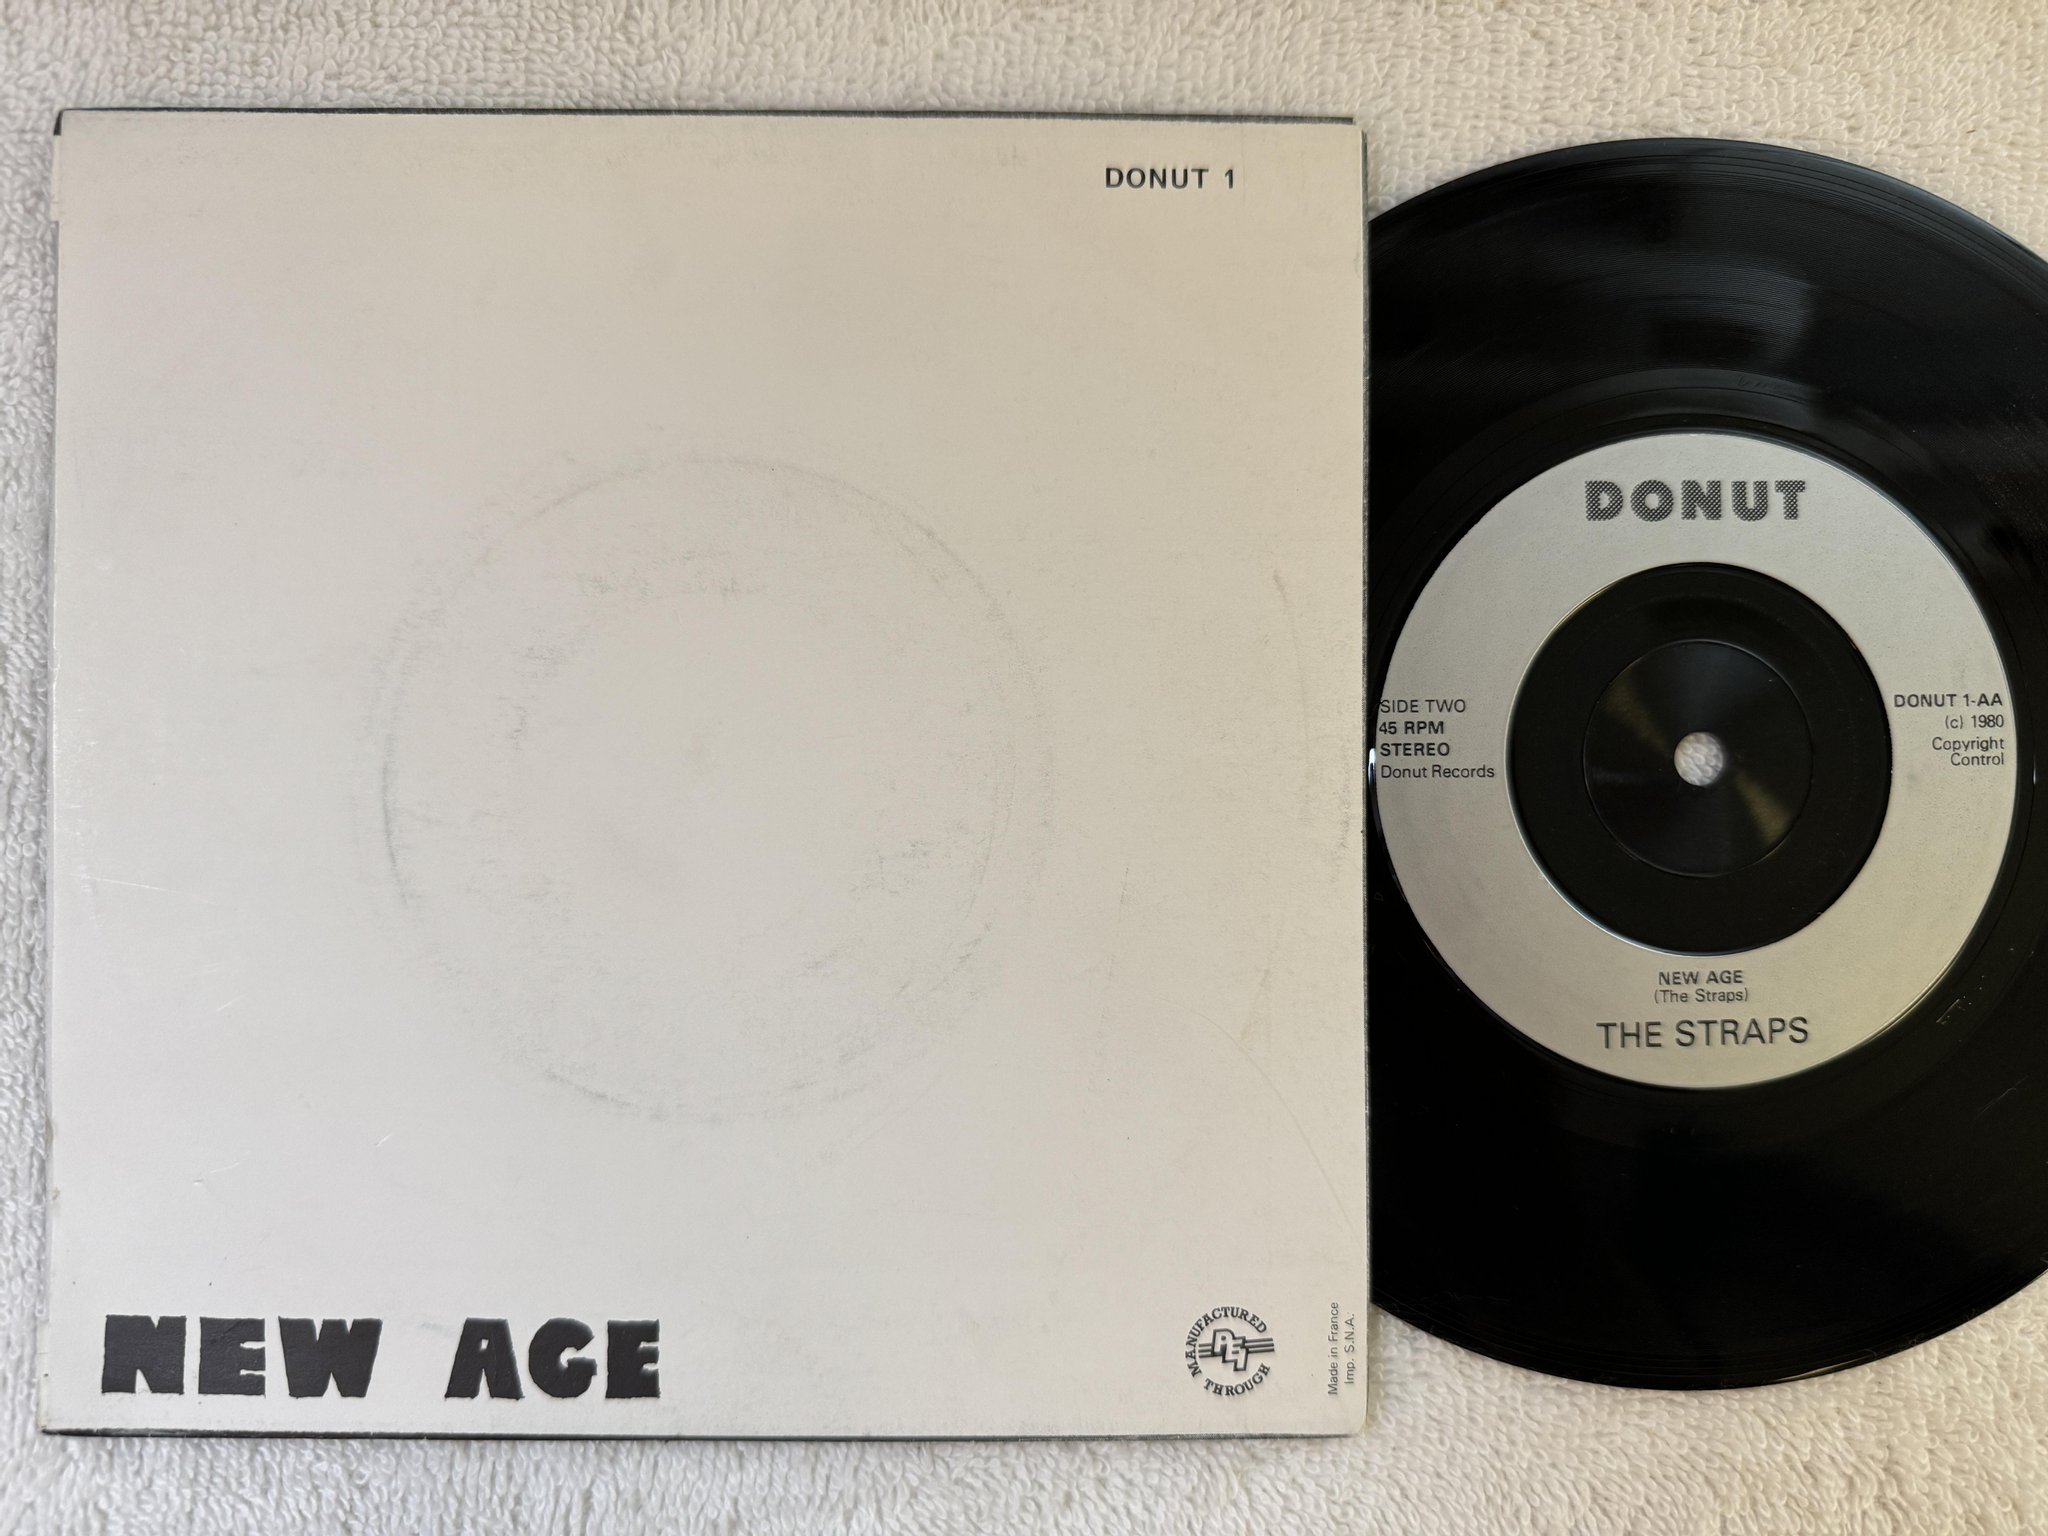 DONUT 1
NEW AGE
MANUFACTURED
THROUGH
Made in France
Imp. S.N.A.
DONUT
SIDE TWO
45 RPM
STEREO
Donut Records
DONUT 1-AA
(c) 1980
Copyright
Control
NEW AGE
(The Straps)
THE STRAPS